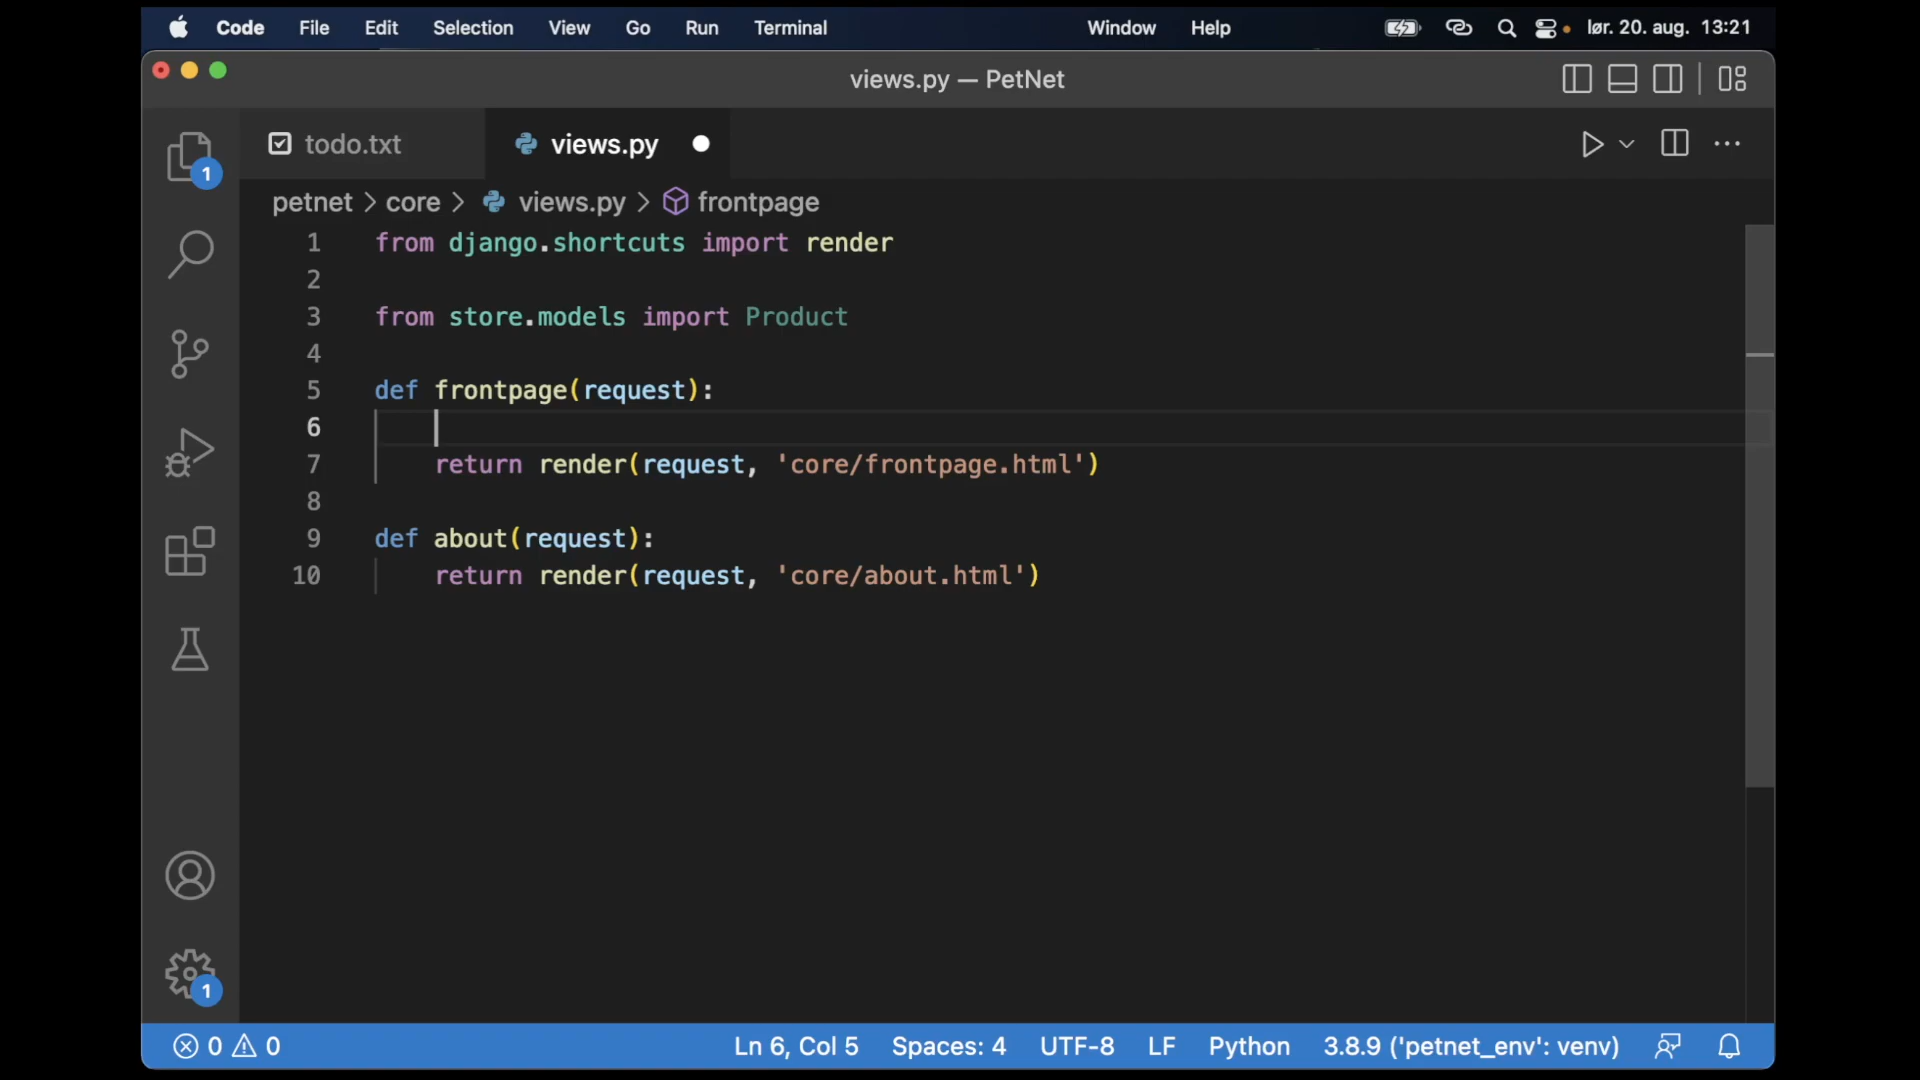 Code File Edit Selection View Go Run Terminal Window Help lør. 20. aug. 13:21
views.py — PetNet
todo.txt views.py
1
petnet > core > views.py > frontpage
1 from django.shortcuts import render
2
3 from store.models import Product
4
5 def frontpage(request):
6
7 return render(request, 'core/frontpage.html')
8
9 def about(request):
10 return render(request, 'core/about.html')
1
0 0 Ln 6, Col 5 Spaces: 4 UTF-8 LF Python 3.8.9 ('petnet_env': venv)